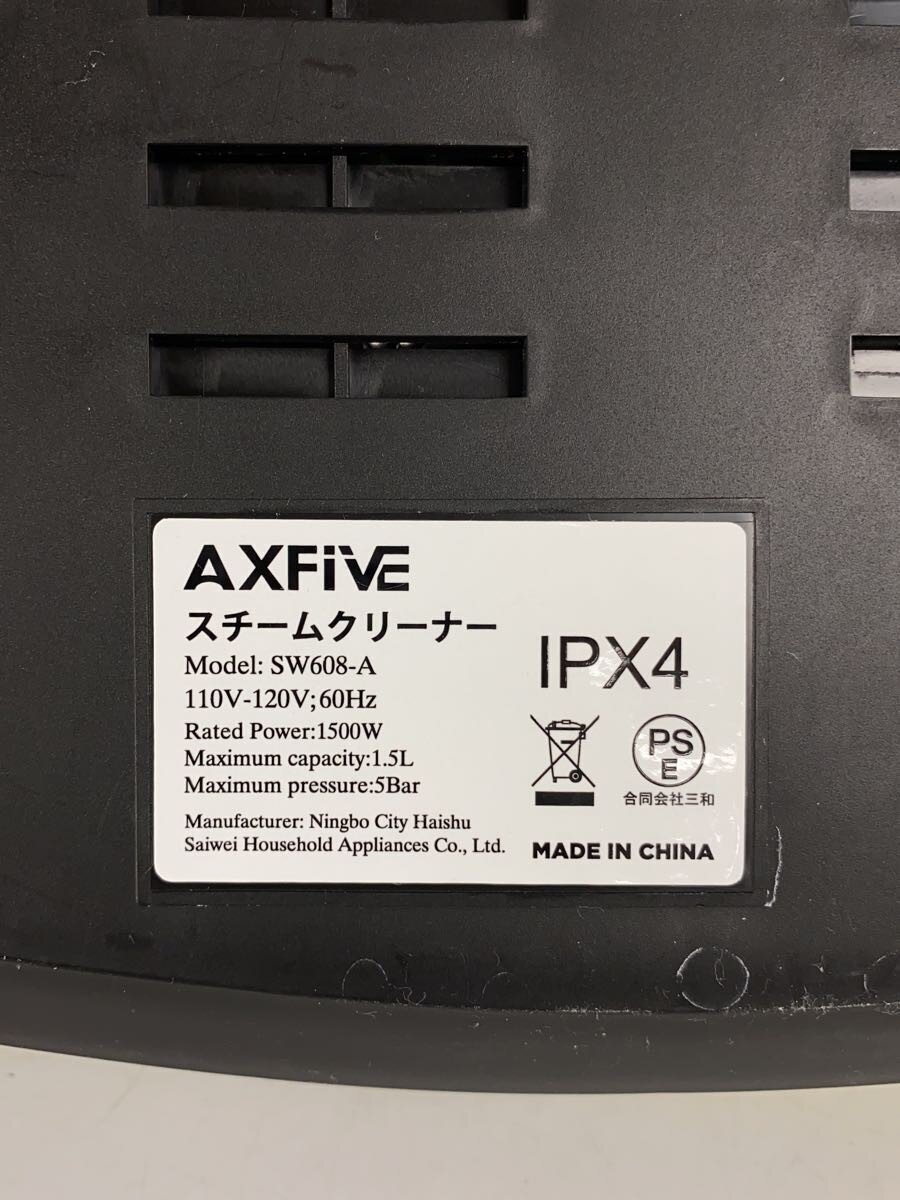 AXFiVE
スチームクリーナー
Model: SW608-A
110V-120V;60Hz
Rated Power:1500W
Maximum capacity:1.5L
Maximum pressure:5Bar
Manufacturer: Ningbo City Haishu
Saiwei Household Appliances Co., Ltd.
IPX4
PS
E
合同会社三和
MADE IN CHINA